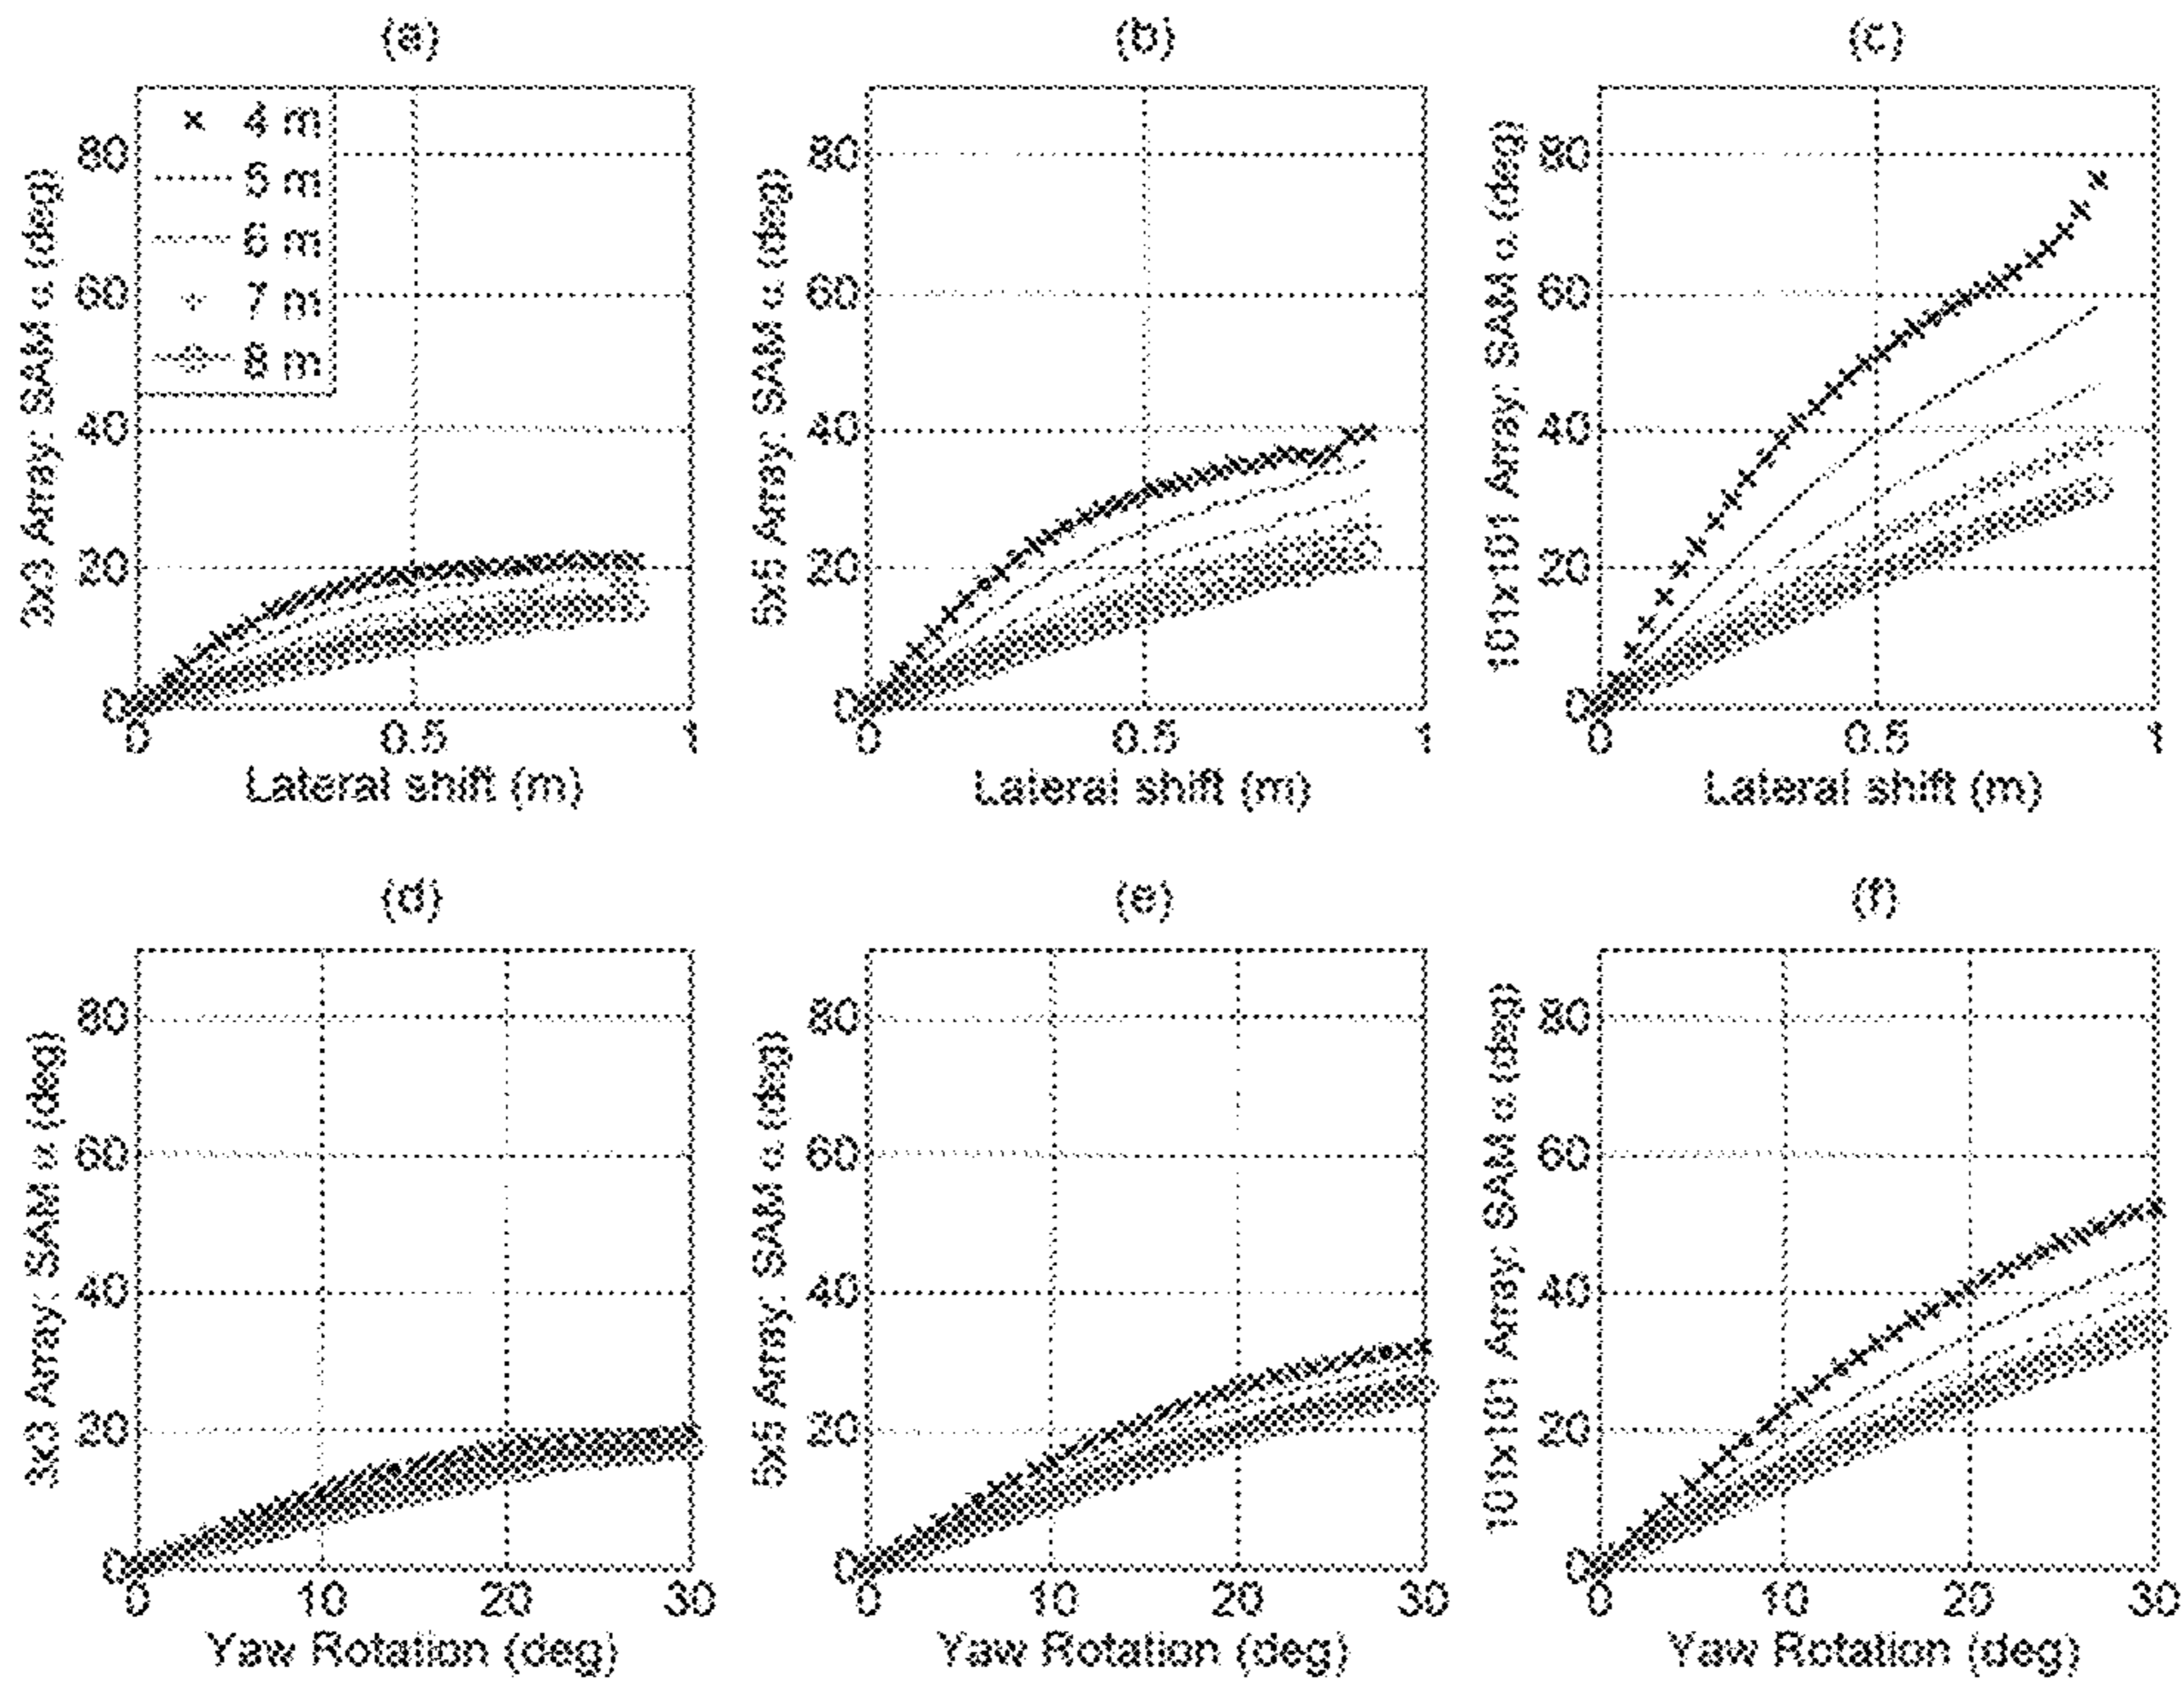 (a)
(b)
(c)
3x3 Array: SAM α (deg)
80
60
40
20
0
× 4 m
5 m
6 m
+ 7 m
8 m
0 0.5 1
Lateral shift (m)
5x5 Array: SAM α (deg)
80
60
40
20
0
0 0.5 1
Lateral shift (m)
101x101 Array: SAM α (deg)
80
60
40
20
0
0 0.5 1
Lateral shift (m)
(d)
(e)
(f)
3x3 Array: SAM α (deg)
80
60
40
20
0
0 10 20 30
Yaw Rotation (deg)
5x5 Array: SAM α (deg)
80
60
40
20
0
0 10 20 30
Yaw Rotation (deg)
101x101 Array: SAM α (deg)
80
60
40
20
0
0 10 20 30
Yaw Rotation (deg)